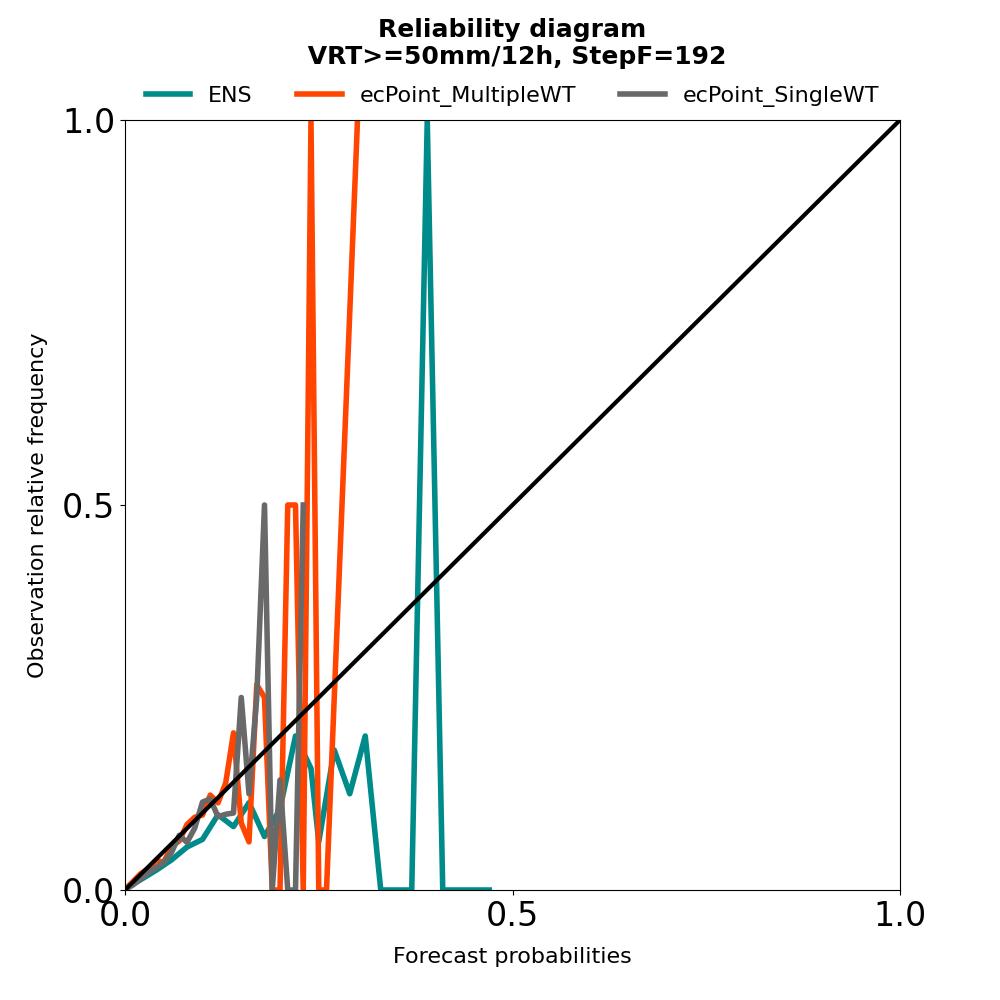 Reliability diagram
VRT>=50mm/12h, StepF=192
ENS ecPoint_MultipleWT ecPoint_SingleWT
1.0
0.5
0.0
0.0 0.5 1.0
Observation relative frequency
Forecast probabilities